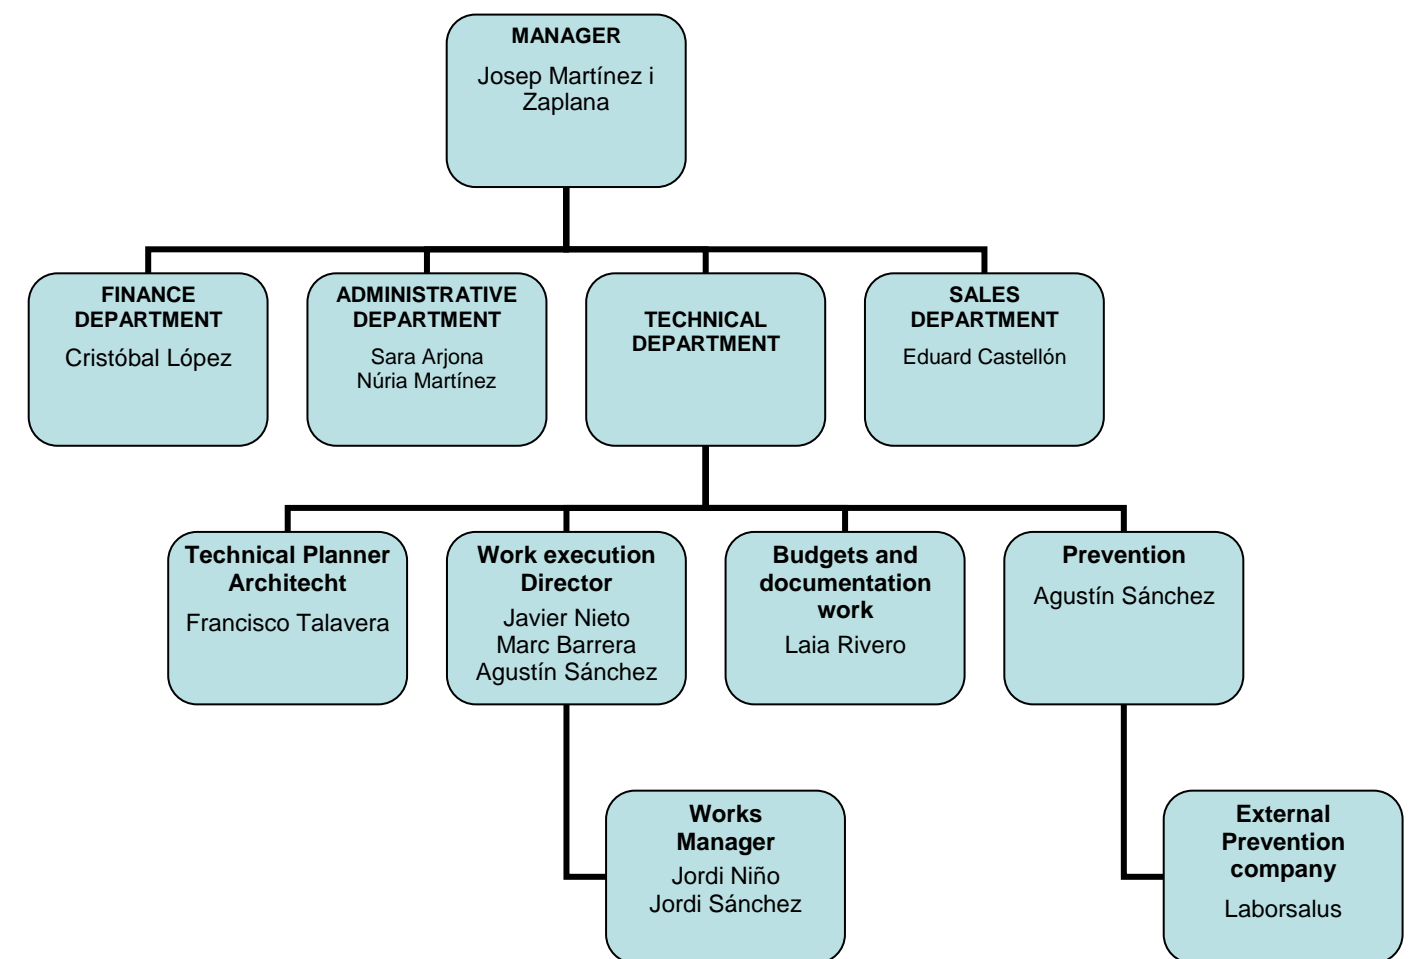 MANAGER
Josep Martínez i
Zaplana
FINANCE
DEPARTMENT
Cristóbal López
ADMINISTRATIVE
DEPARTMENT
Sara Arjona
Núria Martínez
TECHNICAL
DEPARTMENT
SALES
DEPARTMENT
Eduard Castellón
Technical Planner
Architecht
Francisco Talavera
Work execution
Director
Javier Nieto
Marc Barrera
Agustín Sánchez
Budgets and
documentation
work
Laia Rivero
Prevention
Agustín Sánchez
Works
Manager
Jordi Niño
Jordi Sánchez
External
Prevention
company
Laborsalus